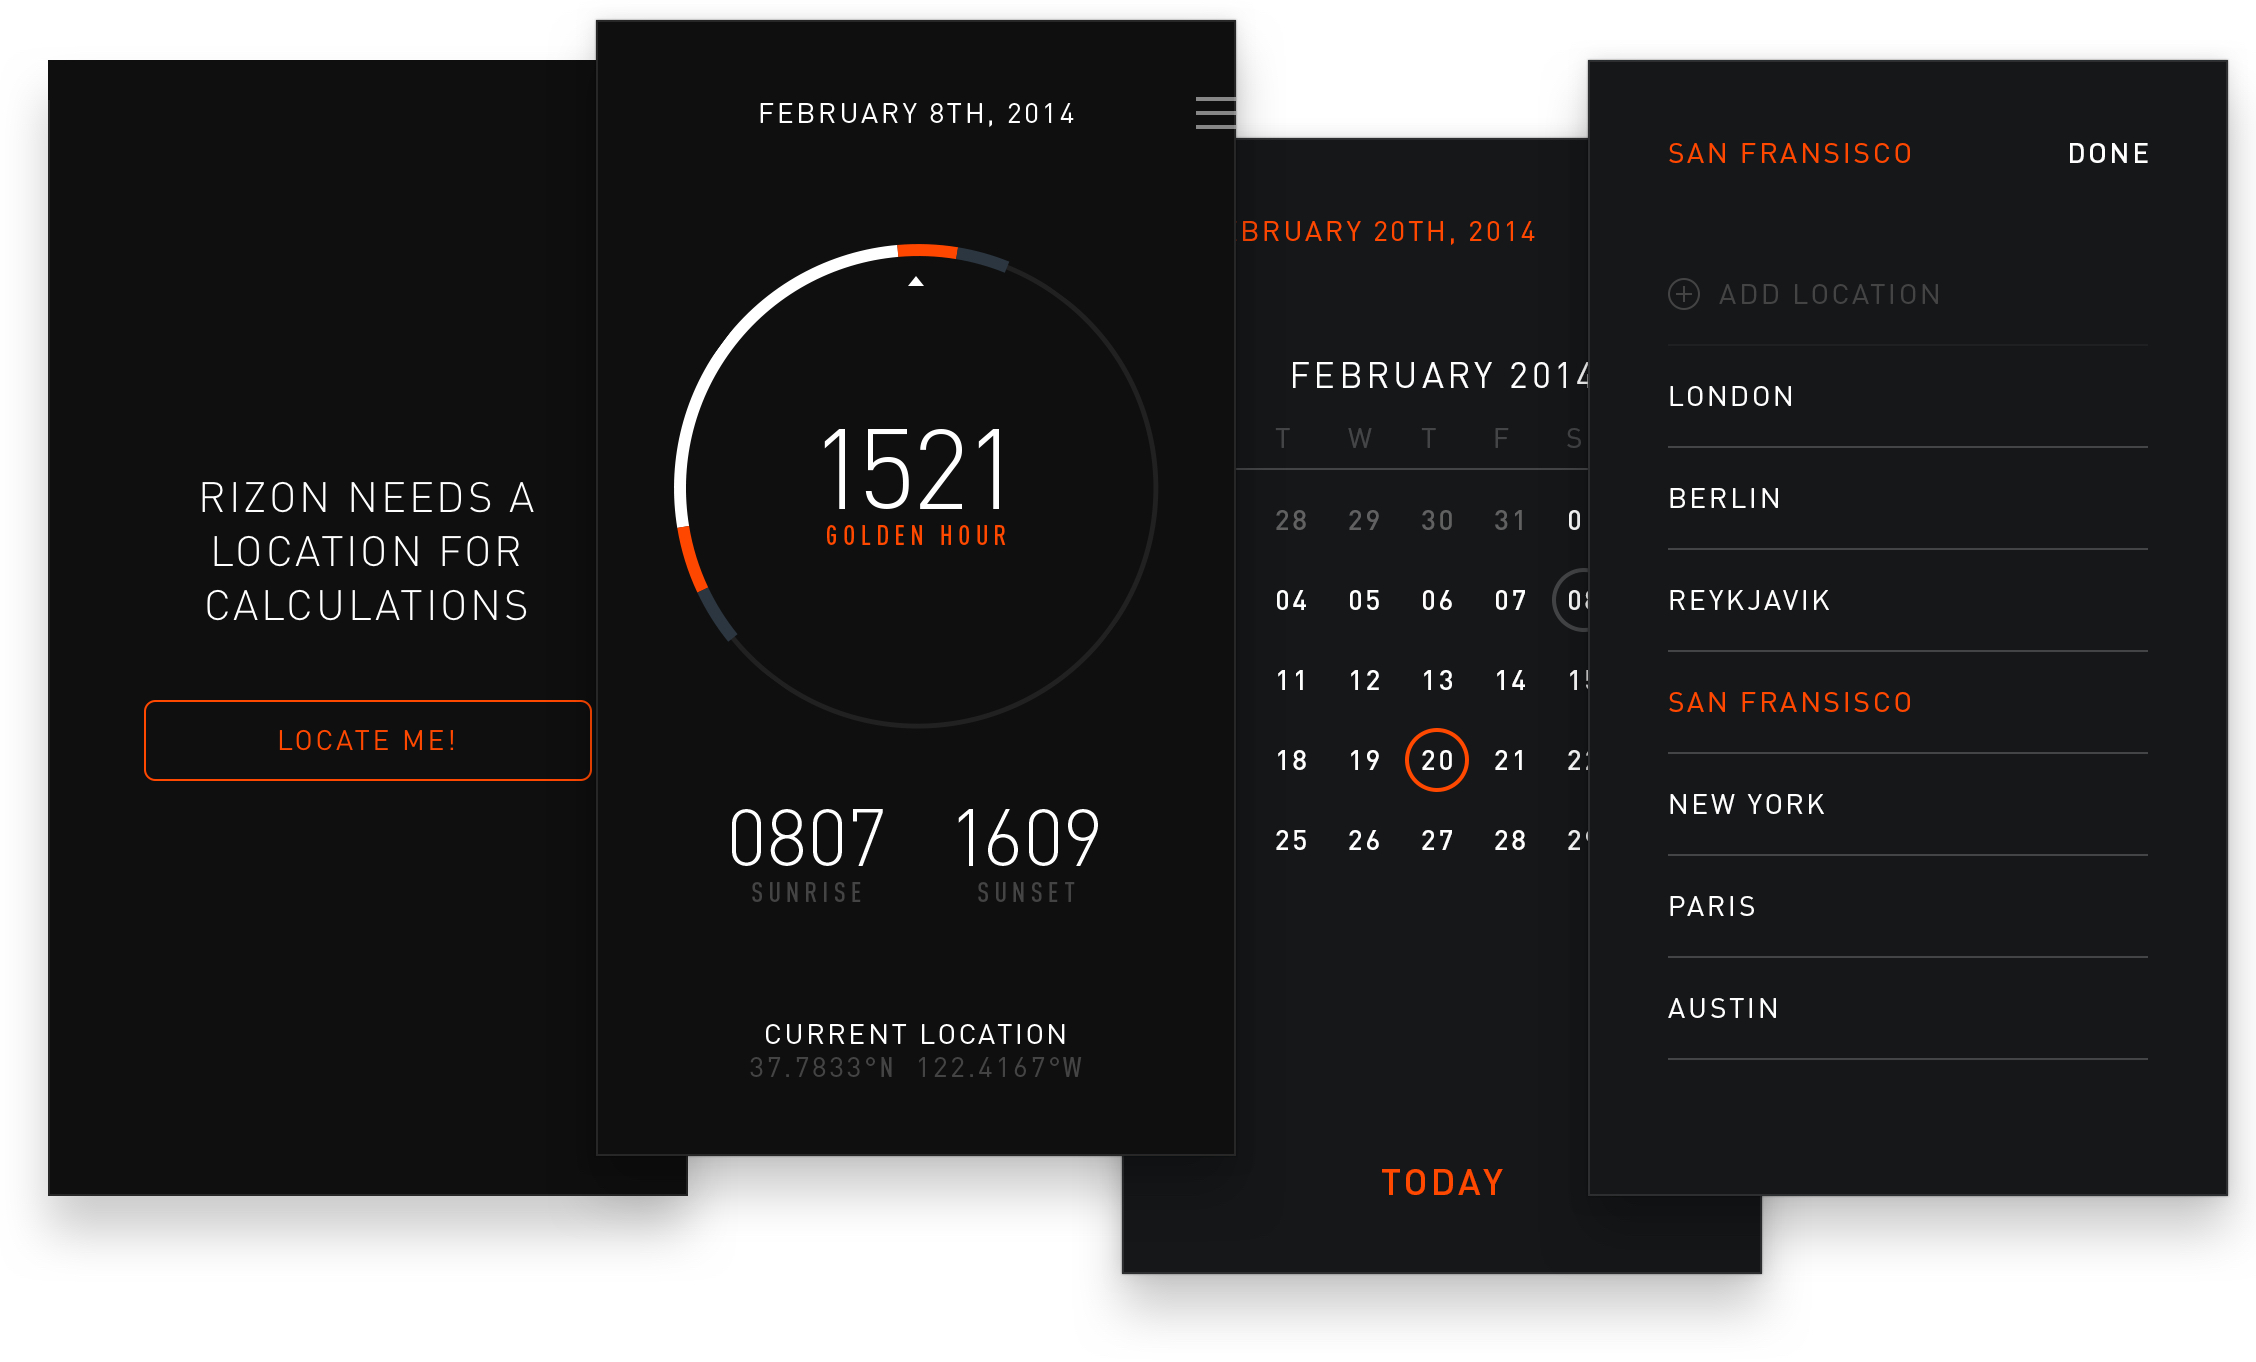 RIZON NEEDS A
LOCATION FOR
CALCULATIONS
LOCATE ME!
FEBRUARY 8TH, 2014
1521
GOLDEN HOUR
0807 1609
SUNRISE SUNSET
CURRENT LOCATION
37.7833°N 122.4167°W
BRUARY 20TH, 2014
FEBRUARY 2014
T W T F S
28 29 30 31 0
04 05 06 07 08
11 12 13 14 15
18 19 20 21 22
25 26 27 28 29
TODAY
SAN FRANSISCO DONE
ADD LOCATION
LONDON
BERLIN
REYKJAVIK
SAN FRANSISCO
NEW YORK
PARIS
AUSTIN